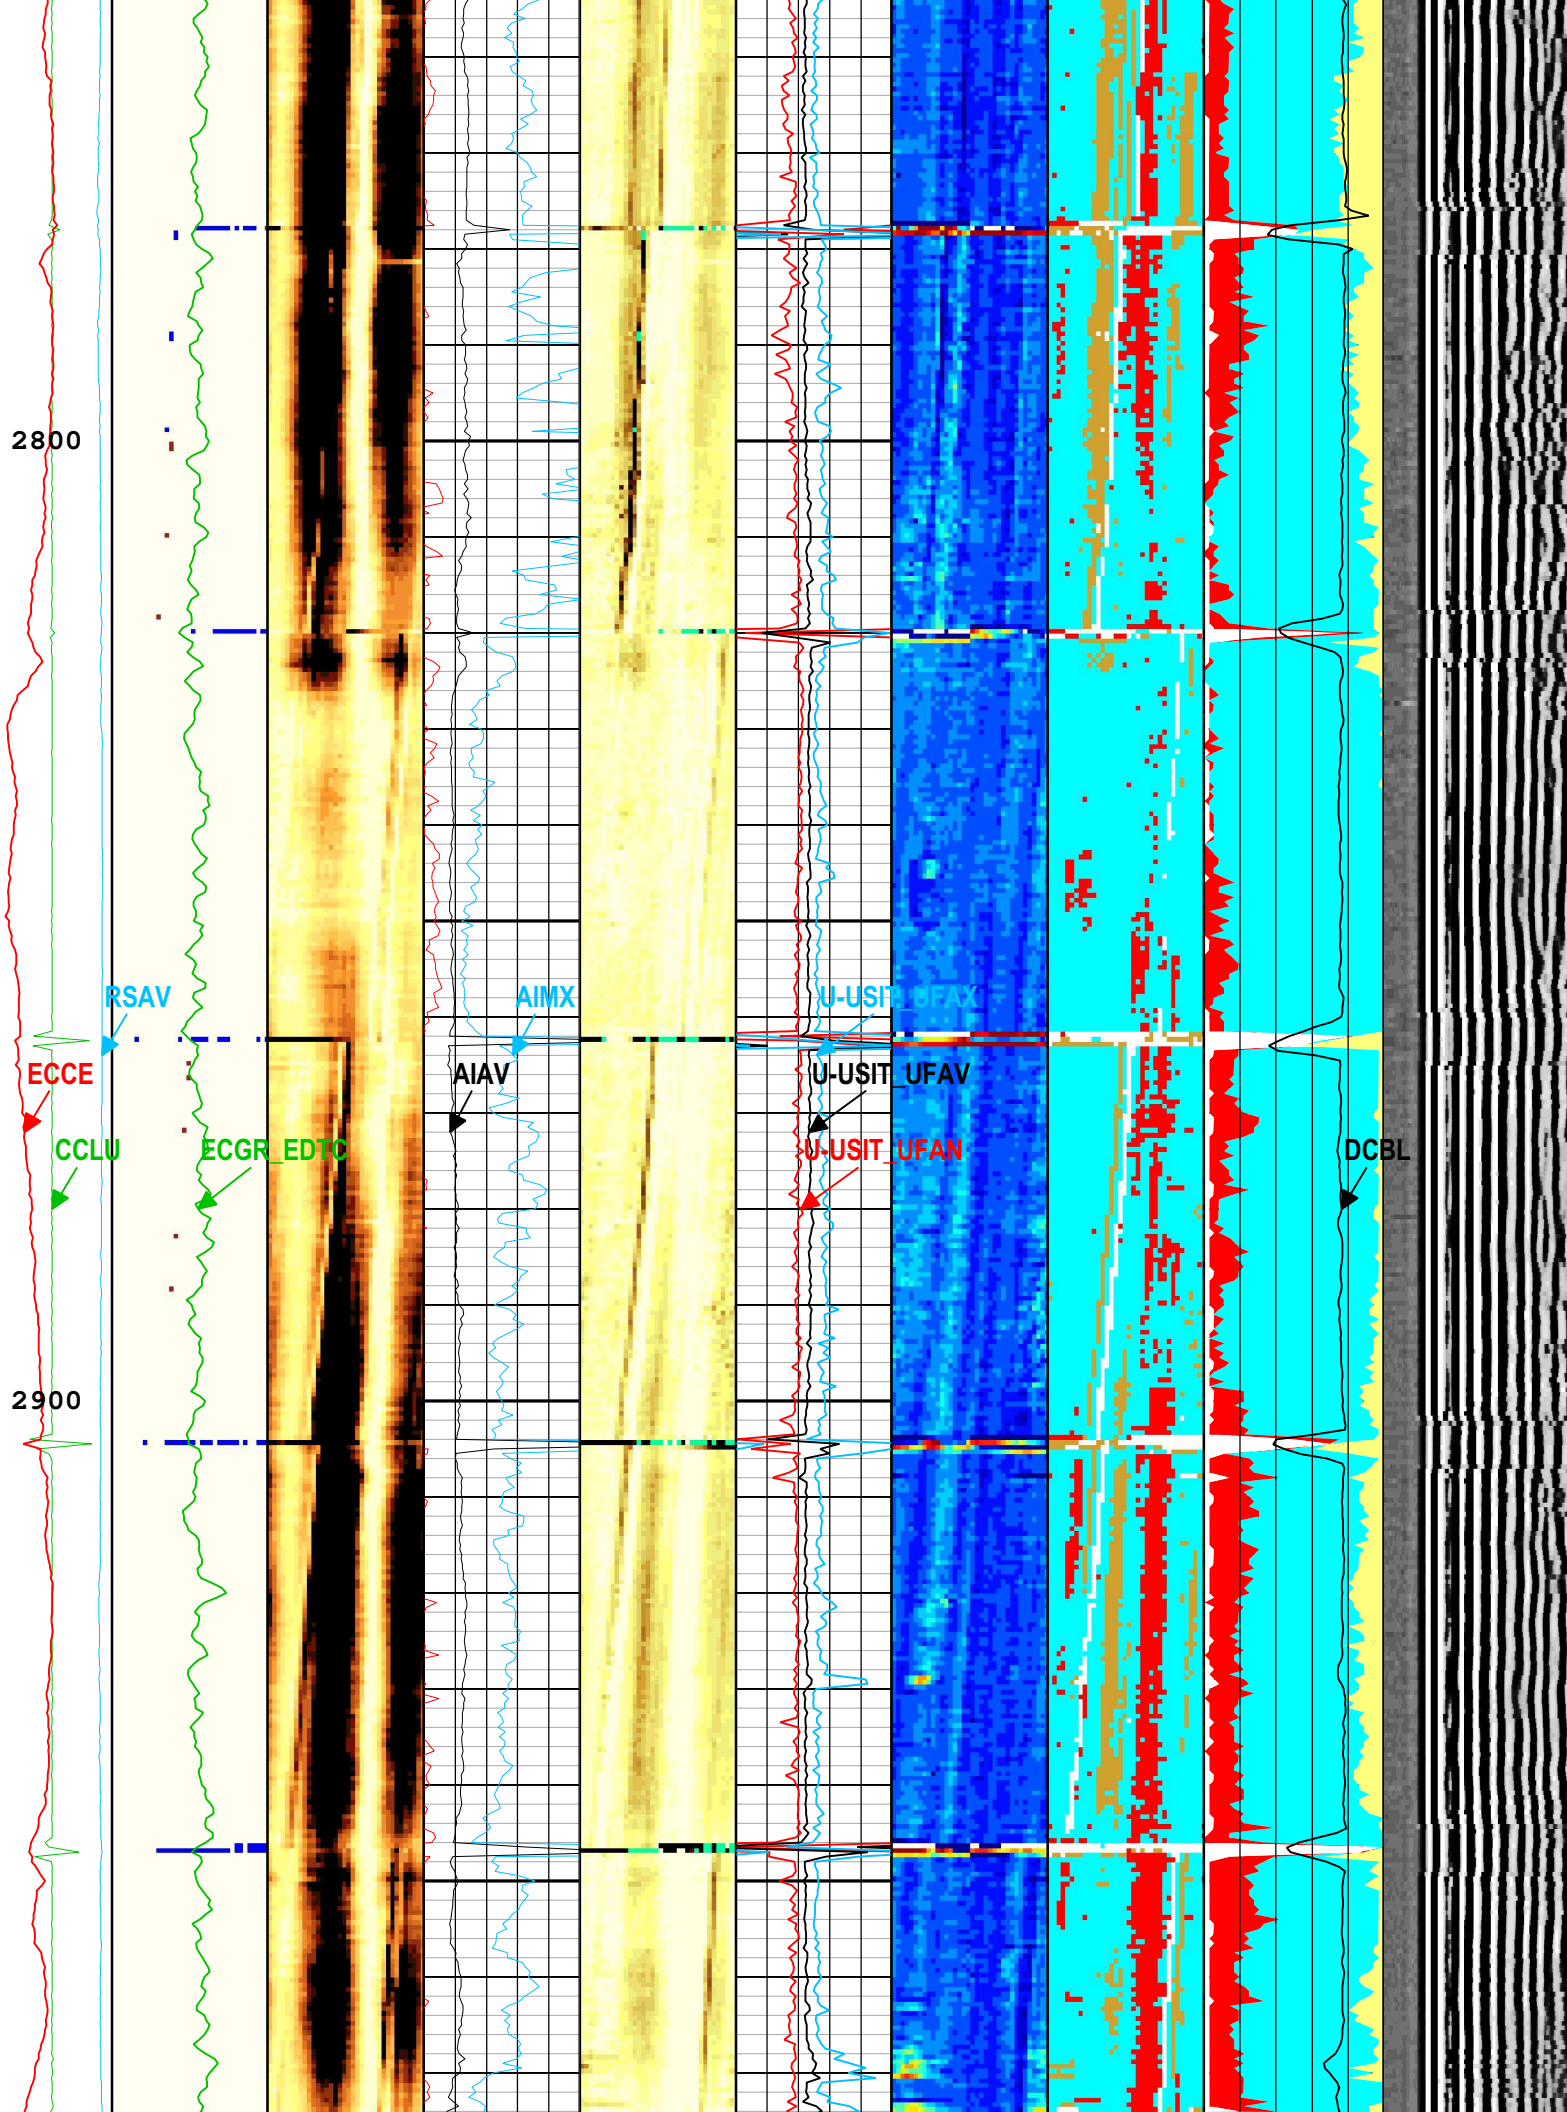 2800
RSAV
AIMX
U-USIT_UFAX
ECCE
AIAV
U-USIT_UFAV
CCLU
ECGR_EDTC
U-USIT_UFAN
DCBL
2900